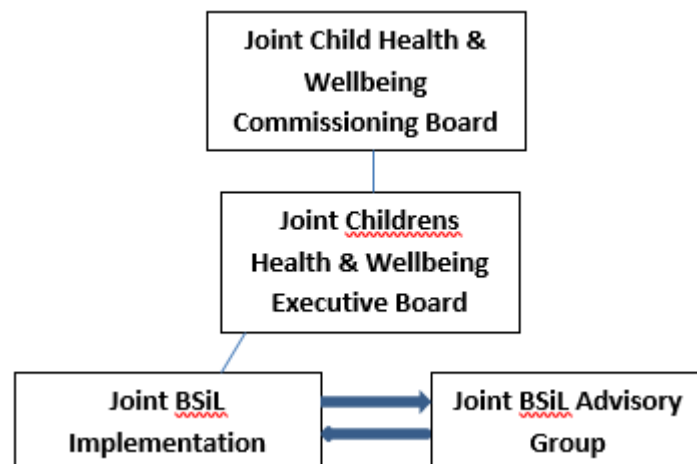 Joint Child Health &
Wellbeing
Commissioning Board
Joint Childrens
Health & Wellbeing
Executive Board
Joint BSiL
Implementation
Joint BSiL Advisory
Group